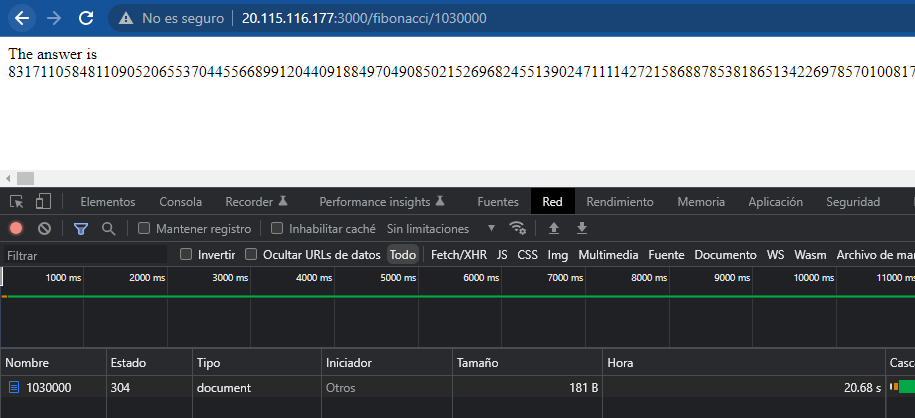 No es seguro | 20.115.116.177:3000/fibonacci/1030000
The answer is
831711058481109052065537044556689912044091884970490850215269682455139024711114272158688785381865134226978570100817
Elementos Consola Recorder Performance insights Fuentes Red Rendimiento Memoria Aplicación Seguridad
Mantener registro Inhabilitar caché Sin limitaciones
Filtrar Invertir Ocultar URLs de datos Todo Fetch/XHR JS CSS Img Multimedia Fuente Documento WS Wasm Archivo de mar
1000 ms 2000 ms 3000 ms 4000 ms 5000 ms 6000 ms 7000 ms 8000 ms 9000 ms 10000 ms 11000
Nombre Estado Tipo Iniciador Tamaño Hora Casc
1030000 304 document Otros 181 B 20.68 s